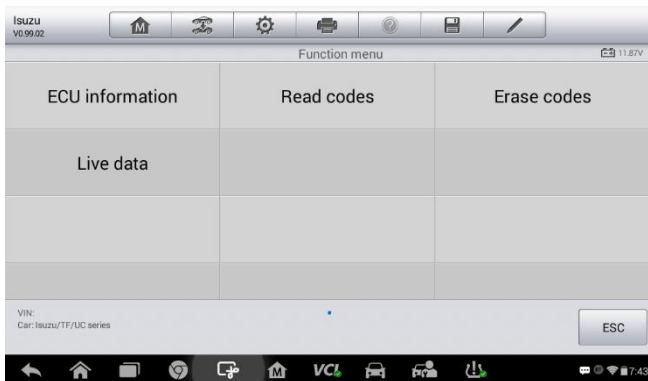 Isuzu
V0.99.02
M
Function menu
11.87V
ECU information
Read codes
Erase codes
Live data
VIN:
Car: Isuzu/TF/UC series
ESC
M
VCI
7:43